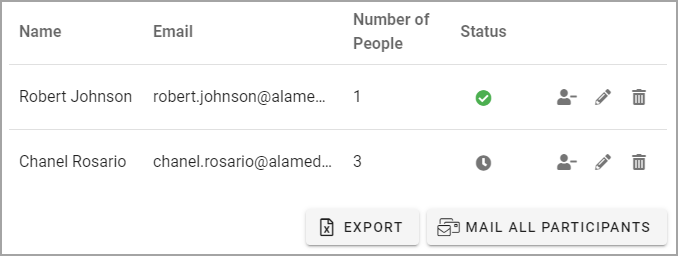 Name Email Number of People Status
Robert Johnson robert.johnson@alame... 1
Chanel Rosario chanel.rosario@alamed... 3
EXPORT MAIL ALL PARTICIPANTS